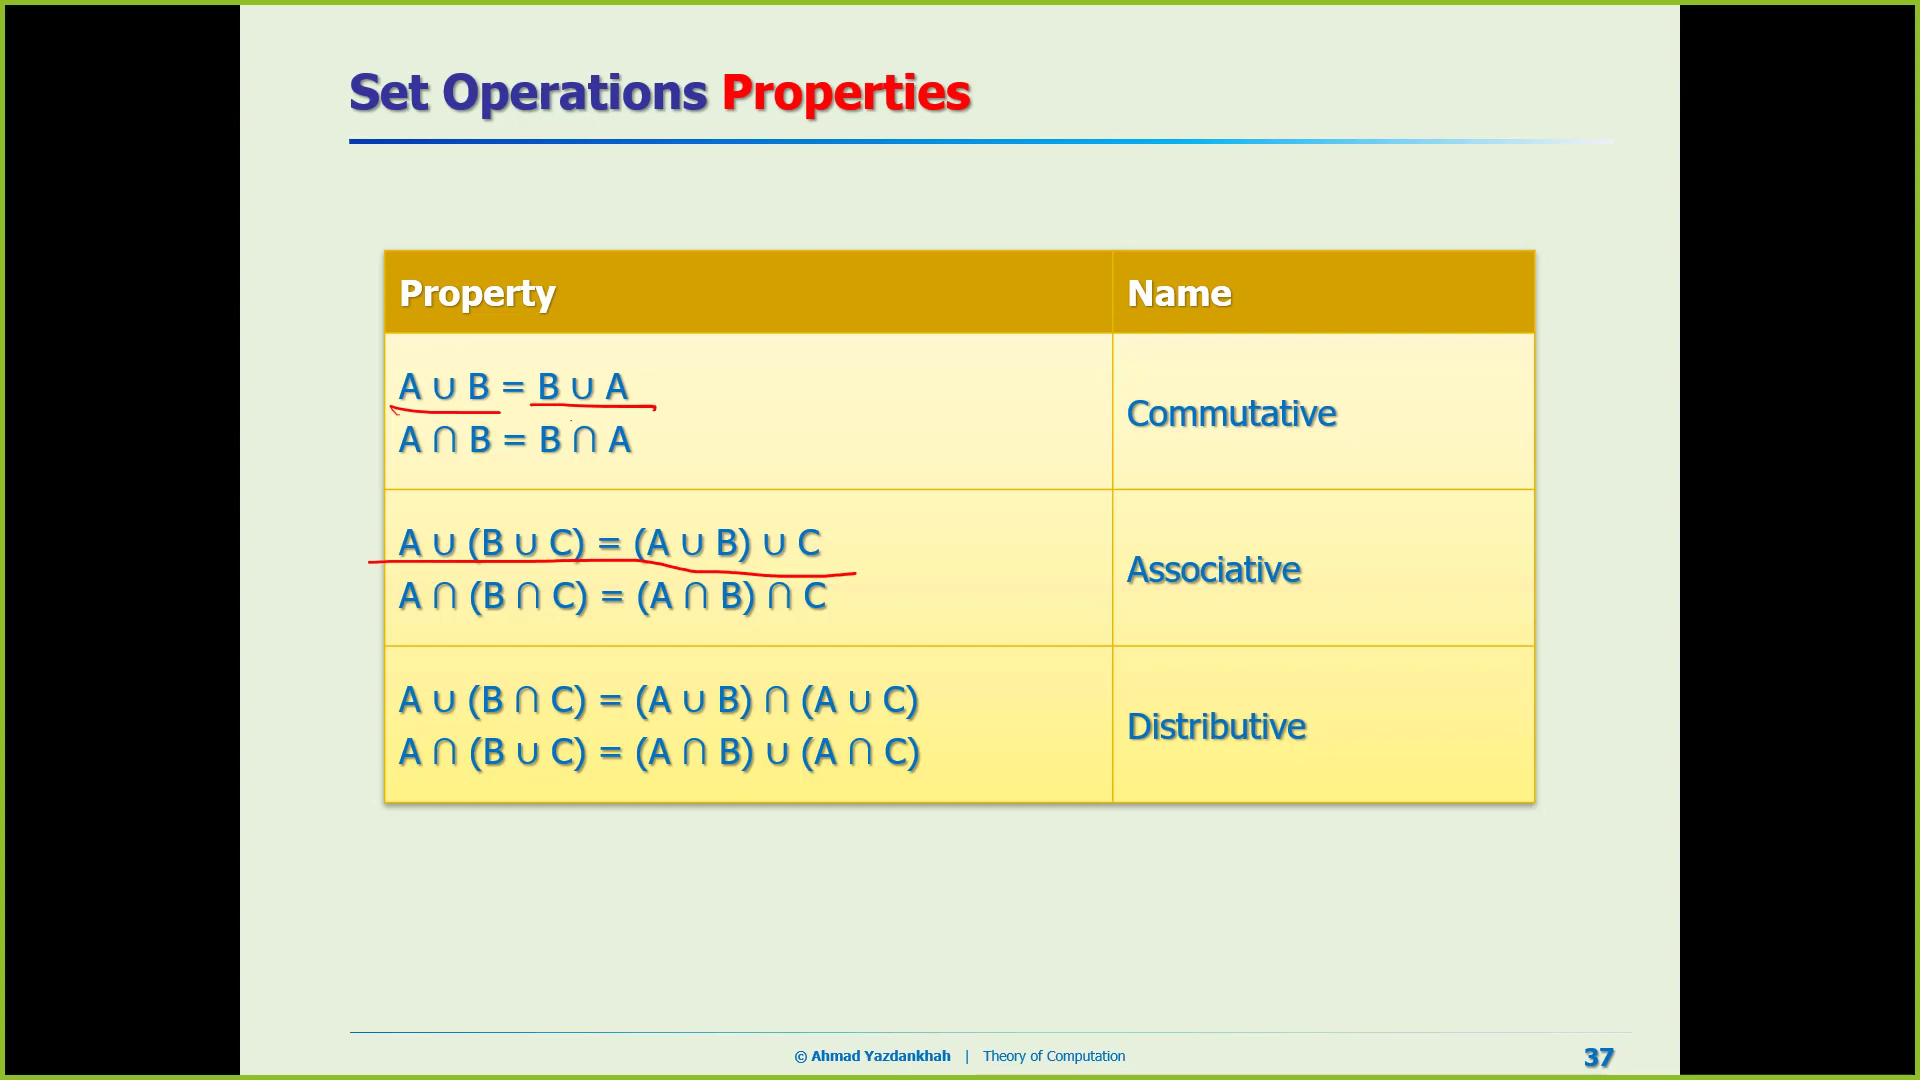 Set Operations Properties
Property Name
A ∪ B = B ∪ A
A ∩ B = B ∩ A
Commutative
A ∪ (B ∪ C) = (A ∪ B) ∪ C
A ∩ (B ∩ C) = (A ∩ B) ∩ C
Associative
A ∪ (B ∩ C) = (A ∪ B) ∩ (A ∪ C)
A ∩ (B ∪ C) = (A ∩ B) ∪ (A ∩ C)
Distributive
© Ahmad Yazdankhah | Theory of Computation 37